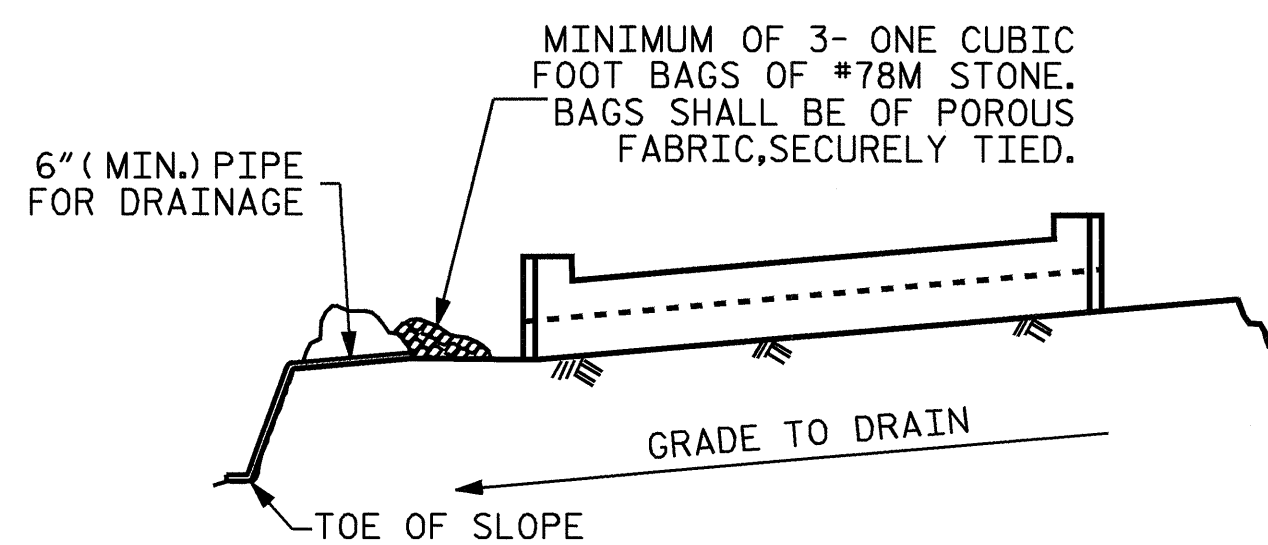 MINIMUM OF 3- ONE CUBIC
FOOT BAGS OF #78M STONE.
BAGS SHALL BE OF POROUS
FABRIC,SECURELY TIED.
6"(MIN.) PIPE
FOR DRAINAGE
GRADE TO DRAIN
TOE OF SLOPE